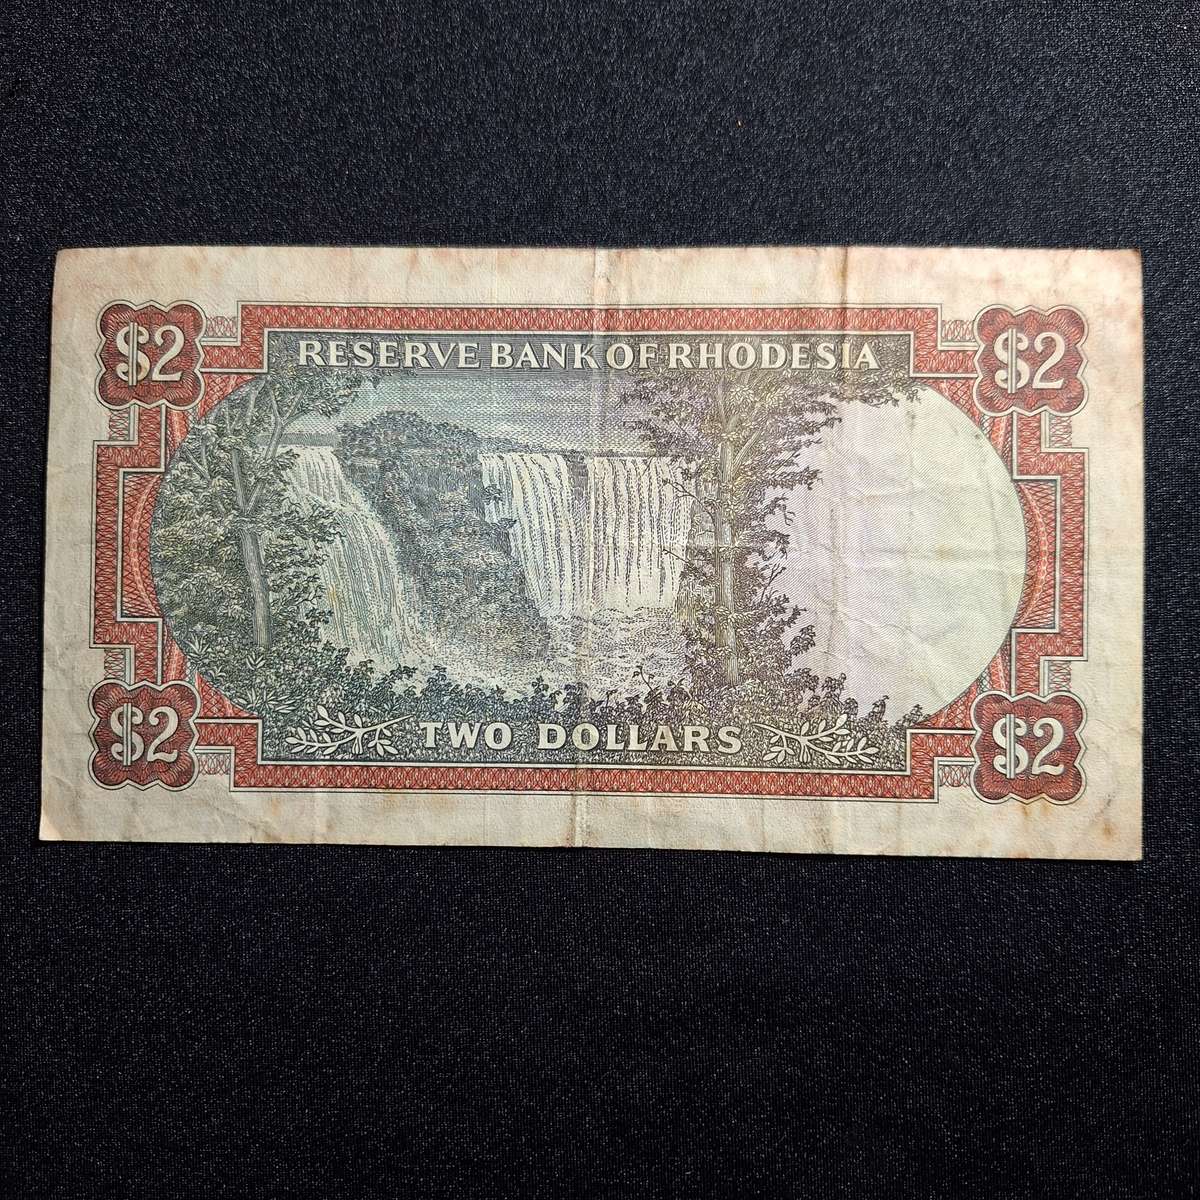 $2 $2
RESERVE BANK OF RHODESIA
$2 TWO DOLLARS $2